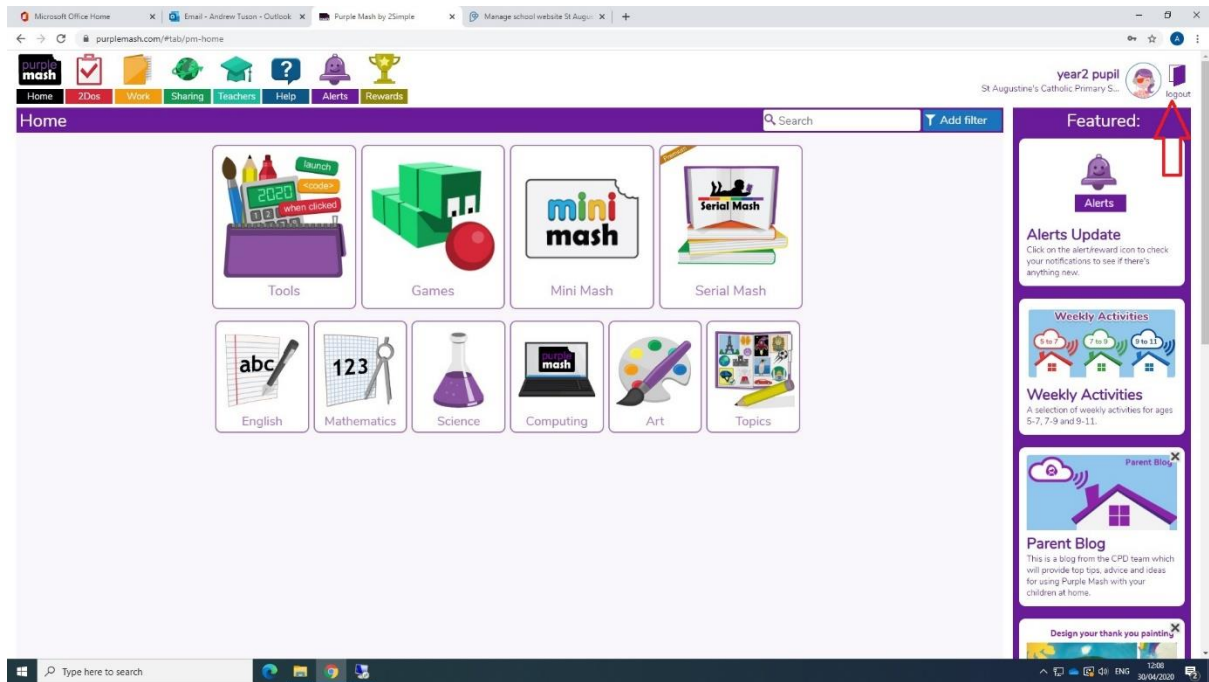 Microsoft Office Home
Email - Andrew Tuson - Outlook
Purple Mash by 2Simple
Manage school website St Augus
purplemash.com/#tab/pm-home
purple
mash
Home
2Dos
Work
Sharing
Teachers
Help
Alerts
Rewards
year2 pupil
St Augustine's Catholic Primary S...
logout
Home
Search
Add filter
Featured:
launch
<code>
when clicked
2020
Tools
Games
mini
mash
Mini Mash
Premium
Serial Mash
Serial Mash
abc
English
123
Mathematics
Science
purple
mash
Computing
Art
Topics
Alerts
Alerts Update
Click on the alert/reward icon to check
your notifications to see if there's
anything new.
Weekly Activities
5 to 7
7 to 9
9 to 11
Weekly Activities
A selection of weekly activities for ages
5-7, 7-9 and 9-11.
Parent Blog
Parent Blog
This is a blog from the CPD team which
will provide top tips, advice and ideas
for using Purple Mash with your
children at home.
Design your thank you painting
Type here to search
ENG
12:08
30/04/2020